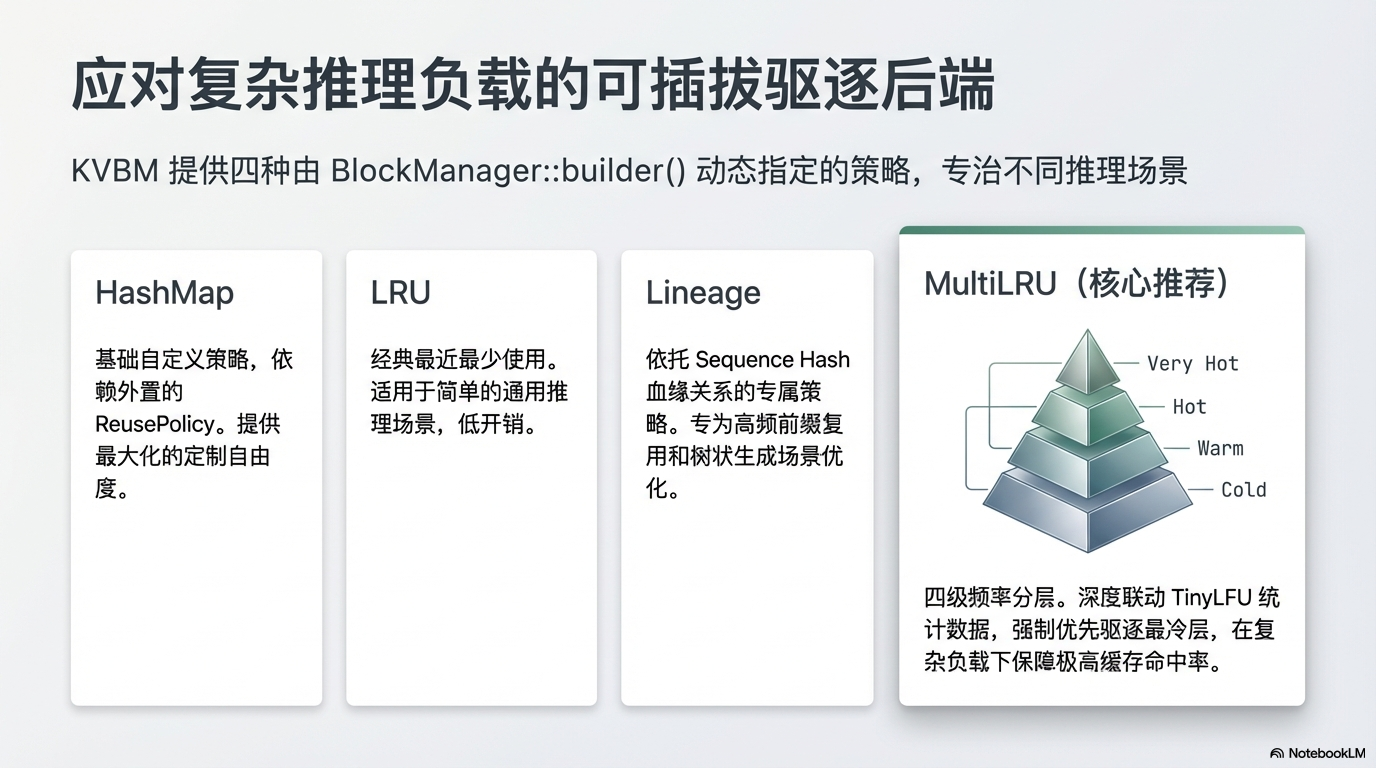 应对复杂推理负载的可插拔驱逐后端
KVBM 提供四种由 BlockManager::builder() 动态指定的策略，专治不同推理场景
HashMap
基础自定义策略，依
赖外置的
ReusePolicy。提供
最大化的定制自由
度。
LRU
经典最近最少使用。
适用于简单的通用推
理场景，低开销。
Lineage
依托 Sequence Hash
血缘关系的专属策
略。专为高频前缀复
用和树状生成场景优
化。
MultiLRU（核心推荐）
Very Hot
Hot
Warm
Cold
四级频率分层。深度联动 TinyLFU 统
计数据，强制优先驱逐最冷层，在复
杂负载下保障极高缓存命中率。
NotebookLM